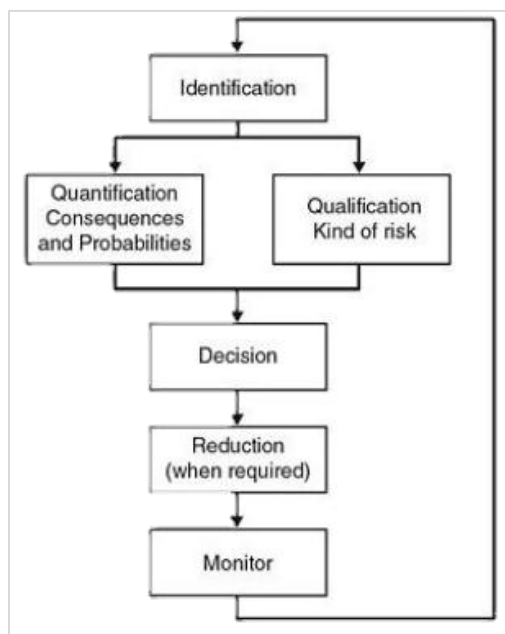 Identification
Quantification
Consequences
and Probabilities
Qualification
Kind of risk
Decision
Reduction
(when required)
Monitor